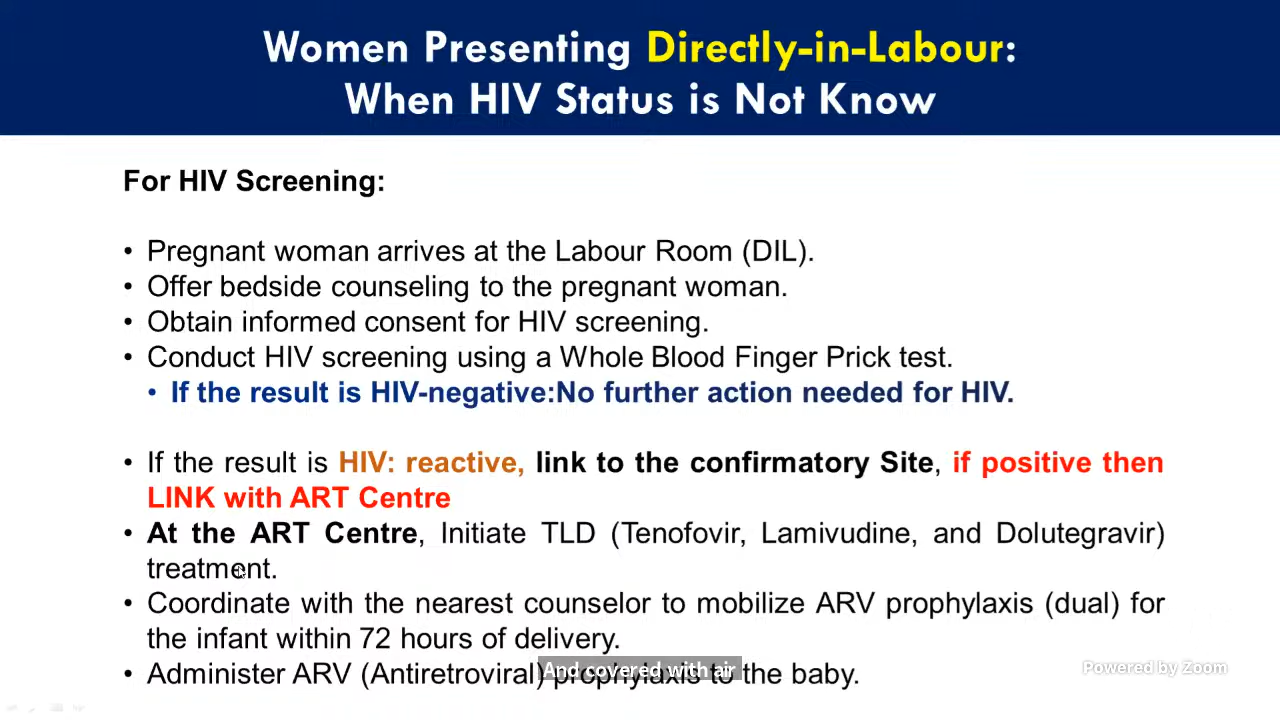 Women Presenting Directly-in-Labour:
When HIV Status is Not Know
For HIV Screening:
• Pregnant woman arrives at the Labour Room (DIL).
• Offer bedside counseling to the pregnant woman.
• Obtain informed consent for HIV screening.
• Conduct HIV screening using a Whole Blood Finger Prick test.
• If the result is HIV-negative:No further action needed for HIV.
• If the result is HIV: reactive, link to the confirmatory Site, if positive then
LINK with ART Centre
• At the ART Centre, Initiate TLD (Tenofovir, Lamivudine, and Dolutegravir)
treatment.
• Coordinate with the nearest counselor to mobilize ARV prophylaxis (dual) for
the infant within 72 hours of delivery.
• Administer ARV (Antiretroviral) prophylaxis to the baby.
And covered with air
Powered by Zoom